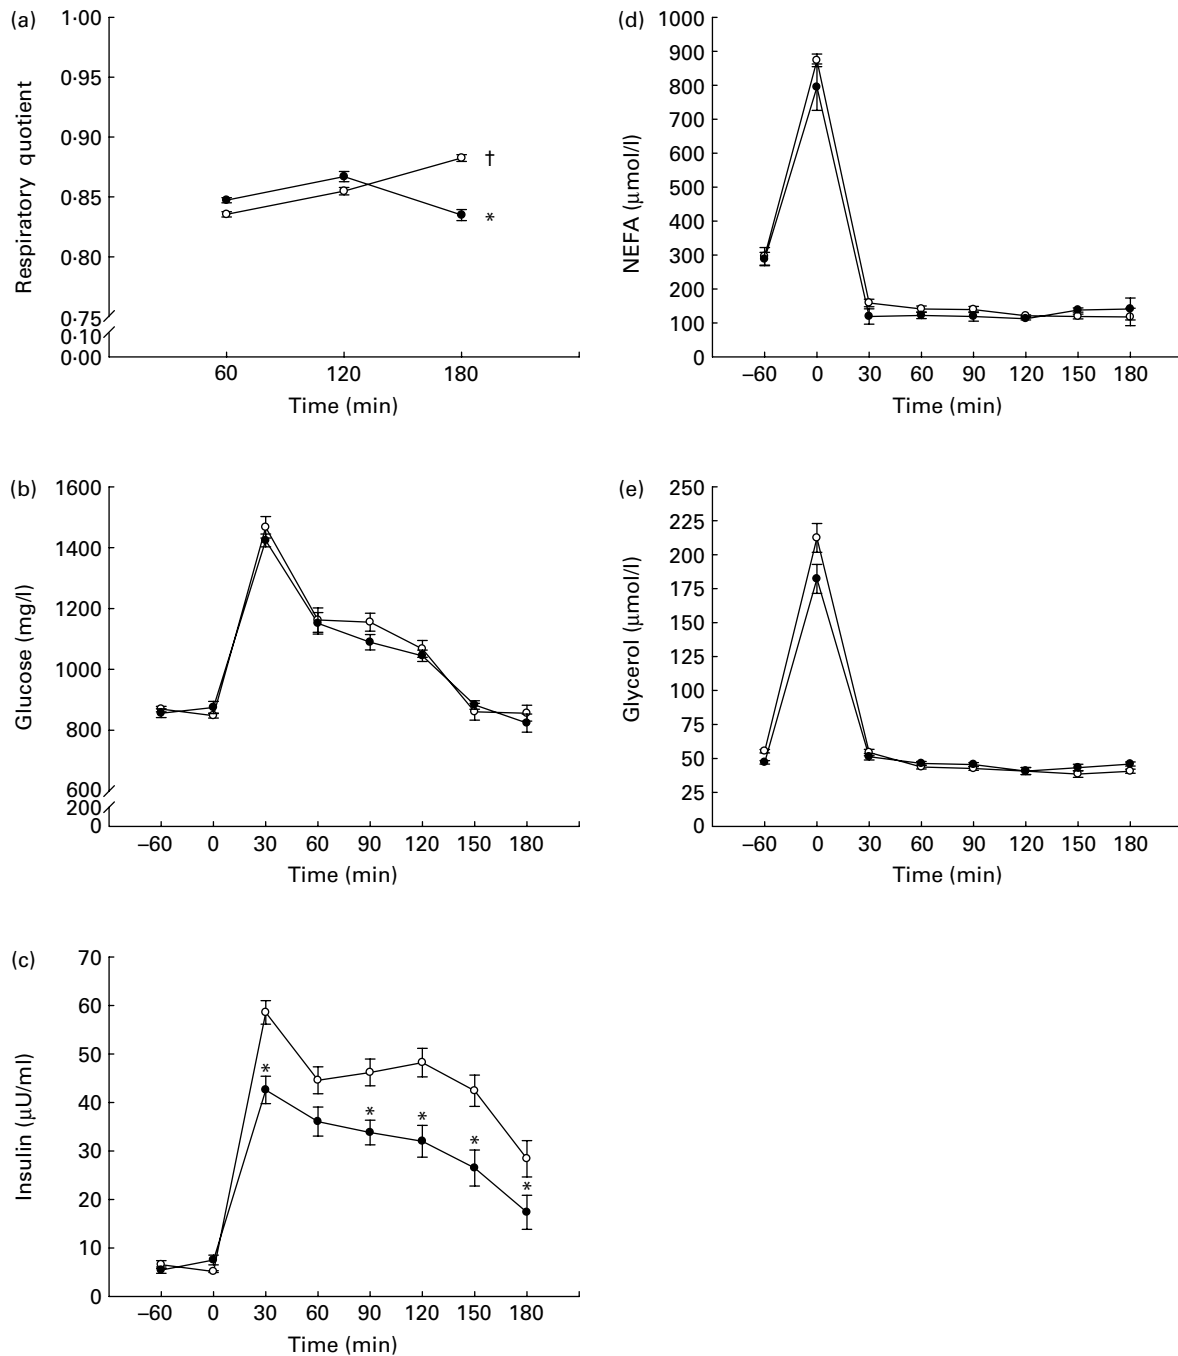 (a)
1·00
0·95
0·90
0·85
0·80
0·75
0·10
0·00
Respiratory quotient
†
*
60 120 180
Time (min)
(b)
1600
1400
1200
1000
800
600
200
0
Glucose (mg/l)
–60 0 30 60 90 120 150 180
Time (min)
(c)
70
60
50
40
30
20
10
0
Insulin (μU/ml)
*
* * * *
–60 0 30 60 90 120 150 180
Time (min)
(d)
1000
900
800
700
600
500
400
300
200
100
0
NEFA (μmol/l)
–60 0 30 60 90 120 150 180
Time (min)
(e)
250
225
200
175
150
125
100
75
50
25
0
Glycerol (μmol/l)
–60 0 30 60 90 120 150 180
Time (min)